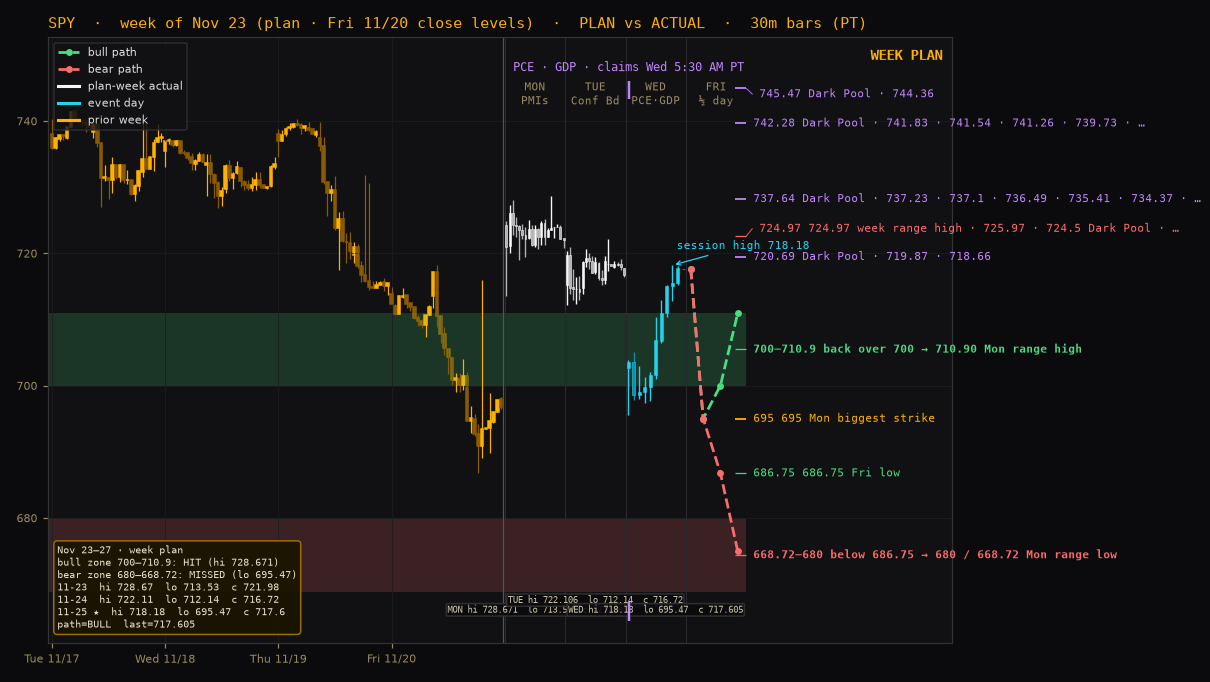 SPY · week of Nov 23 (plan · Fri 11/20 close levels) · PLAN vs ACTUAL · 30m bars (PT)
bull path
bear path
plan-week actual
event day
prior week
WEEK PLAN
PCE · GDP · claims Wed 5:30 AM PT
MON
PMIs
TUE
Conf Bd
WED
PCE·GDP
FRI
½ day
745.47 Dark Pool · 744.36
742.28 Dark Pool · 741.83 · 741.54 · 741.26 · 739.73 · …
737.64 Dark Pool · 737.23 · 737.1 · 736.49 · 735.41 · 734.37 · …
724.97 724.97 week range high · 725.97 · 724.5 Dark Pool · …
session high 718.18
720.69 Dark Pool · 719.87 · 718.66
700–710.9 back over 700 → 710.90 Mon range high
695 695 Mon biggest strike
686.75 686.75 Fri low
668.72–680 below 686.75 → 680 / 668.72 Mon range low
740
720
700
680
Nov 23–27 · week plan
bull zone 700–710.9: HIT (hi 728.671)
bear zone 680–668.72: MISSED (lo 695.47)
11-23 hi 728.67 lo 713.53 c 721.98
11-24 hi 722.11 lo 712.14 c 716.72
11-25 ★ hi 718.18 lo 695.47 c 717.6
path=BULL last=717.605
TUE hi 722.106 lo 712.14 c 716.72
MON hi 728.671 lo 713.5
WED hi 718.18 lo 695.47 c 717.605
Tue 11/17
Wed 11/18
Thu 11/19
Fri 11/20